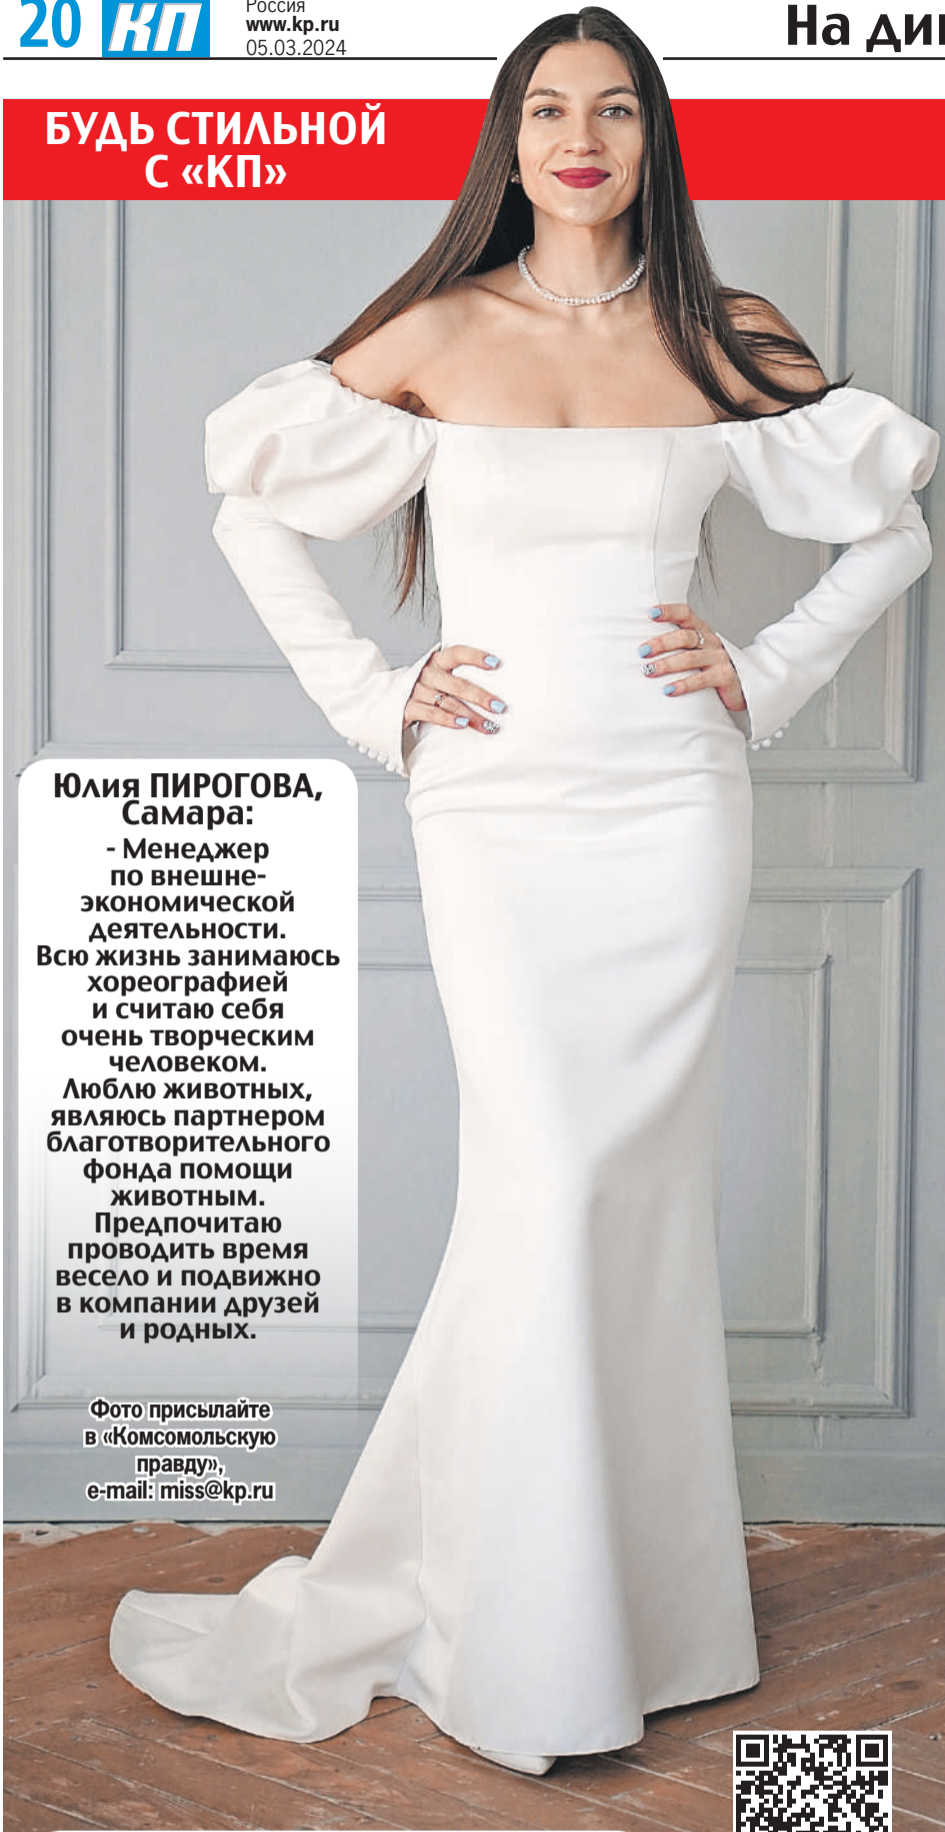 20 КП
Россия
www.kp.ru
05.03.2024
На
БУДЬ СТИЛЬНОЙ
С «КП»
Юлия ПИРОГОВА,
Самара:
- Менеджер
по внешне-
экономической
деятельности.
Всю жизнь занимаюсь
хореографией
и считаю себя
очень творческим
человеком.
Люблю животных,
являюсь партнером
благотворительного
фонда помощи
животным.
Предпочитаю
проводить время
весело и подвижно
в компании друзей
и родных.
Фото присылайте
в «Комсомольскую
правду»,
e-mail: miss@kp.ru